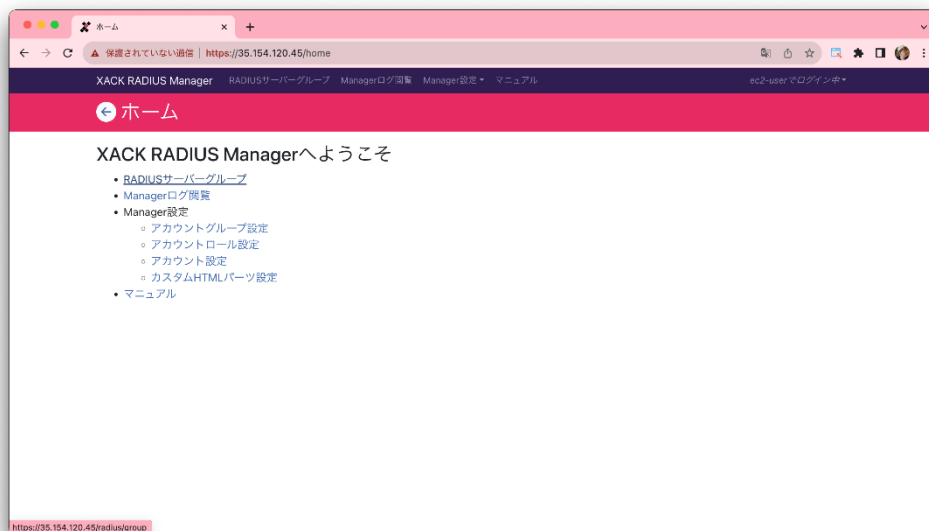 ホーム
保護されていない通信 | https://35.154.120.45/home
XACK RADIUS Manager RADIUSサーバーグループ Managerログ閲覧 Manager設定 マニュアル ec2-userでログイン中
ホーム
XACK RADIUS Managerへようこそ
RADIUSサーバーグループ
Managerログ閲覧
Manager設定
アカウントグループ設定
アカウントロール設定
アカウント設定
カスタムHTMLパーツ設定
マニュアル
https://35.154.120.45/radius/group